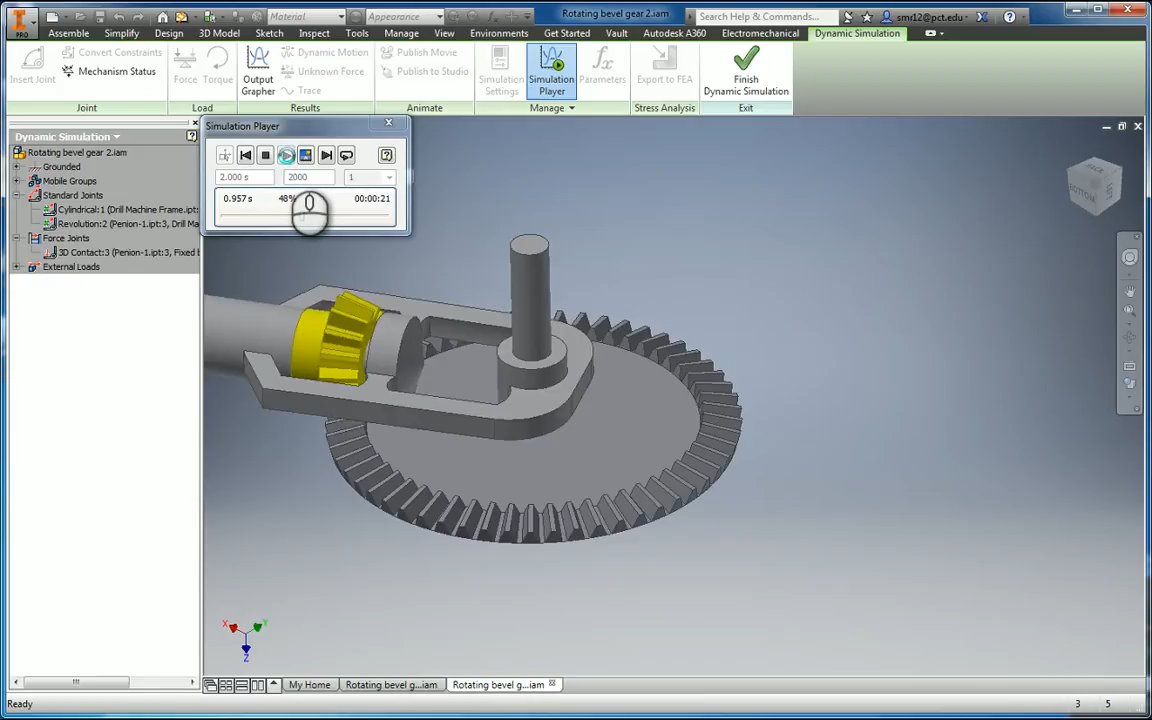 Material
Appearance
Rotating bevel gear 2.iam
Search Help & Commands...
smr12@pct.edu
PRO
Assemble
Simplify
Design
3D Model
Sketch
Inspect
Tools
Manage
View
Environments
Get Started
Vault
Autodesk A360
Electromechanical
Dynamic Simulation
Insert Joint
Convert Constraints
Mechanism Status
Force
Torque
Output Grapher
Dynamic Motion
Unknown Force
Trace
Publish Movie
Publish to Studio
Simulation Settings
Simulation Player
Parameters
Export to FEA
Finish
Dynamic Simulation
Joint
Load
Results
Animate
Manage
Stress Analysis
Exit
Dynamic Simulation
Rotating bevel gear 2.iam
Grounded
Mobile Groups
Standard Joints
Cylindrical:1 (Drill Machine Frame.ipt:
Revolution:2 (Penion-1.ipt:3, Drill Ma
Force Joints
3D Contact:3 (Penion-1.ipt:3, Fixed b
External Loads
Simulation Player
2.000 s
2000
1
0.957 s
48%
00:00:21
BOTTOM
X
Y
Z
My Home
Rotating bevel g...iam
Rotating bevel g...iam
Ready
3
5